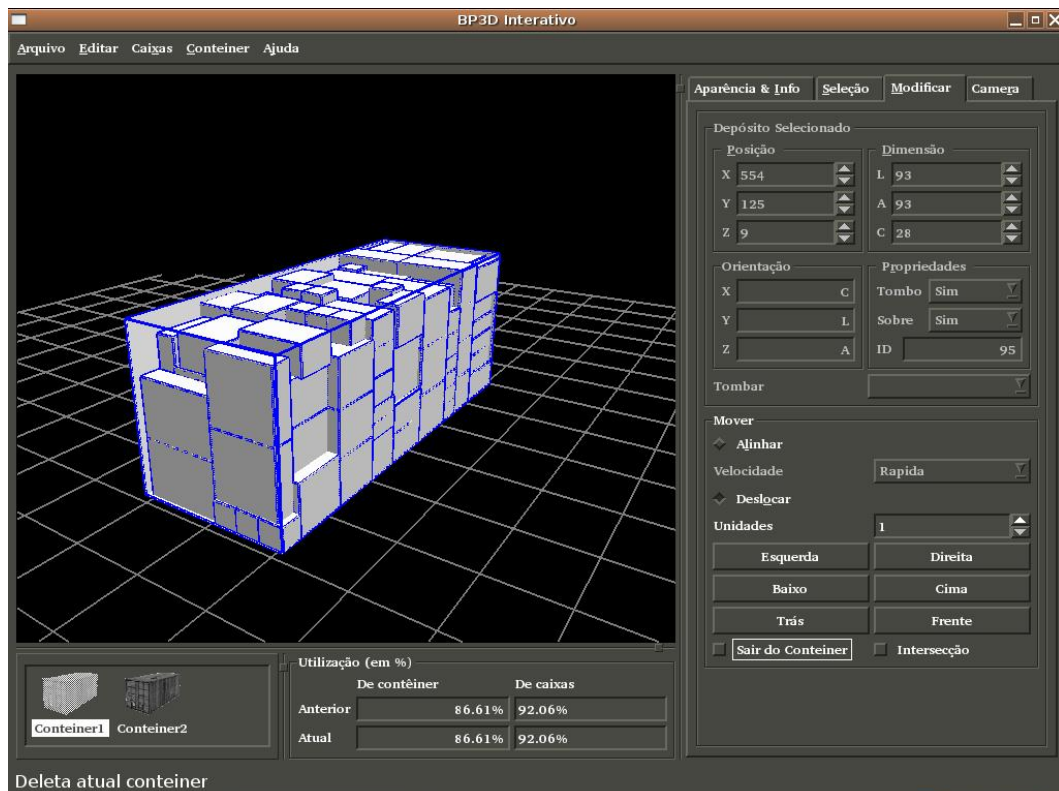 BP3D Interativo
Arquivo Editar Caixas Conteiner Ajuda
Aparência & Info Seleção Modificar Camera
Depósito Selecionado
Posição Dimensão
X 554 L 93
Y 125 A 93
Z 9 C 28
Orientação Propriedades
X C Tombo Sim
Y L Sobre Sim
Z A ID 95
Tombar
Mover
Alinhar
Velocidade Rapida
Deslocar
Unidades 1
Esquerda Direita
Baixo Cima
Trás Frente
Sair do Conteiner Intersecção
Conteiner1 Conteiner2
Utilização (em %)
De contêiner De caixas
Anterior 86.61% 92.06%
Atual 86.61% 92.06%
Deleta atual conteiner